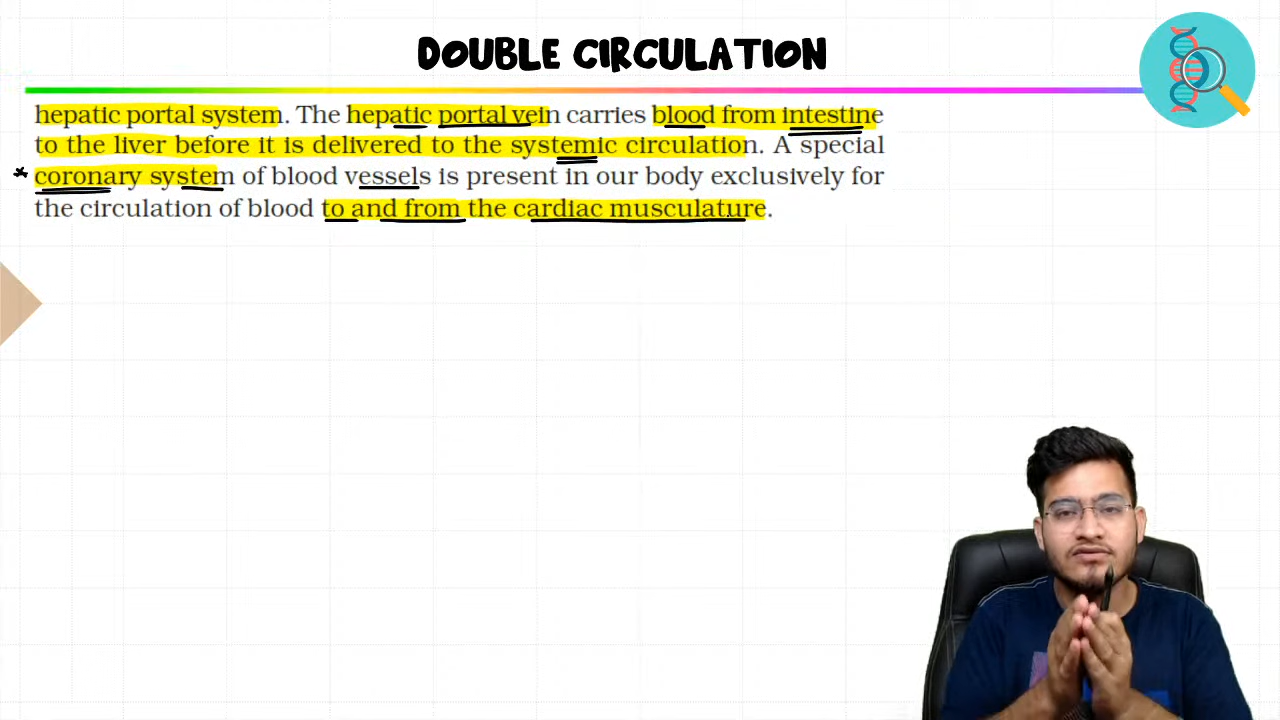 DOUBLE CIRCULATION
hepatic portal system. The hepatic portal vein carries blood from intestine
to the liver before it is delivered to the systemic circulation. A special
coronary system of blood vessels is present in our body exclusively for
the circulation of blood to and from the cardiac musculature.